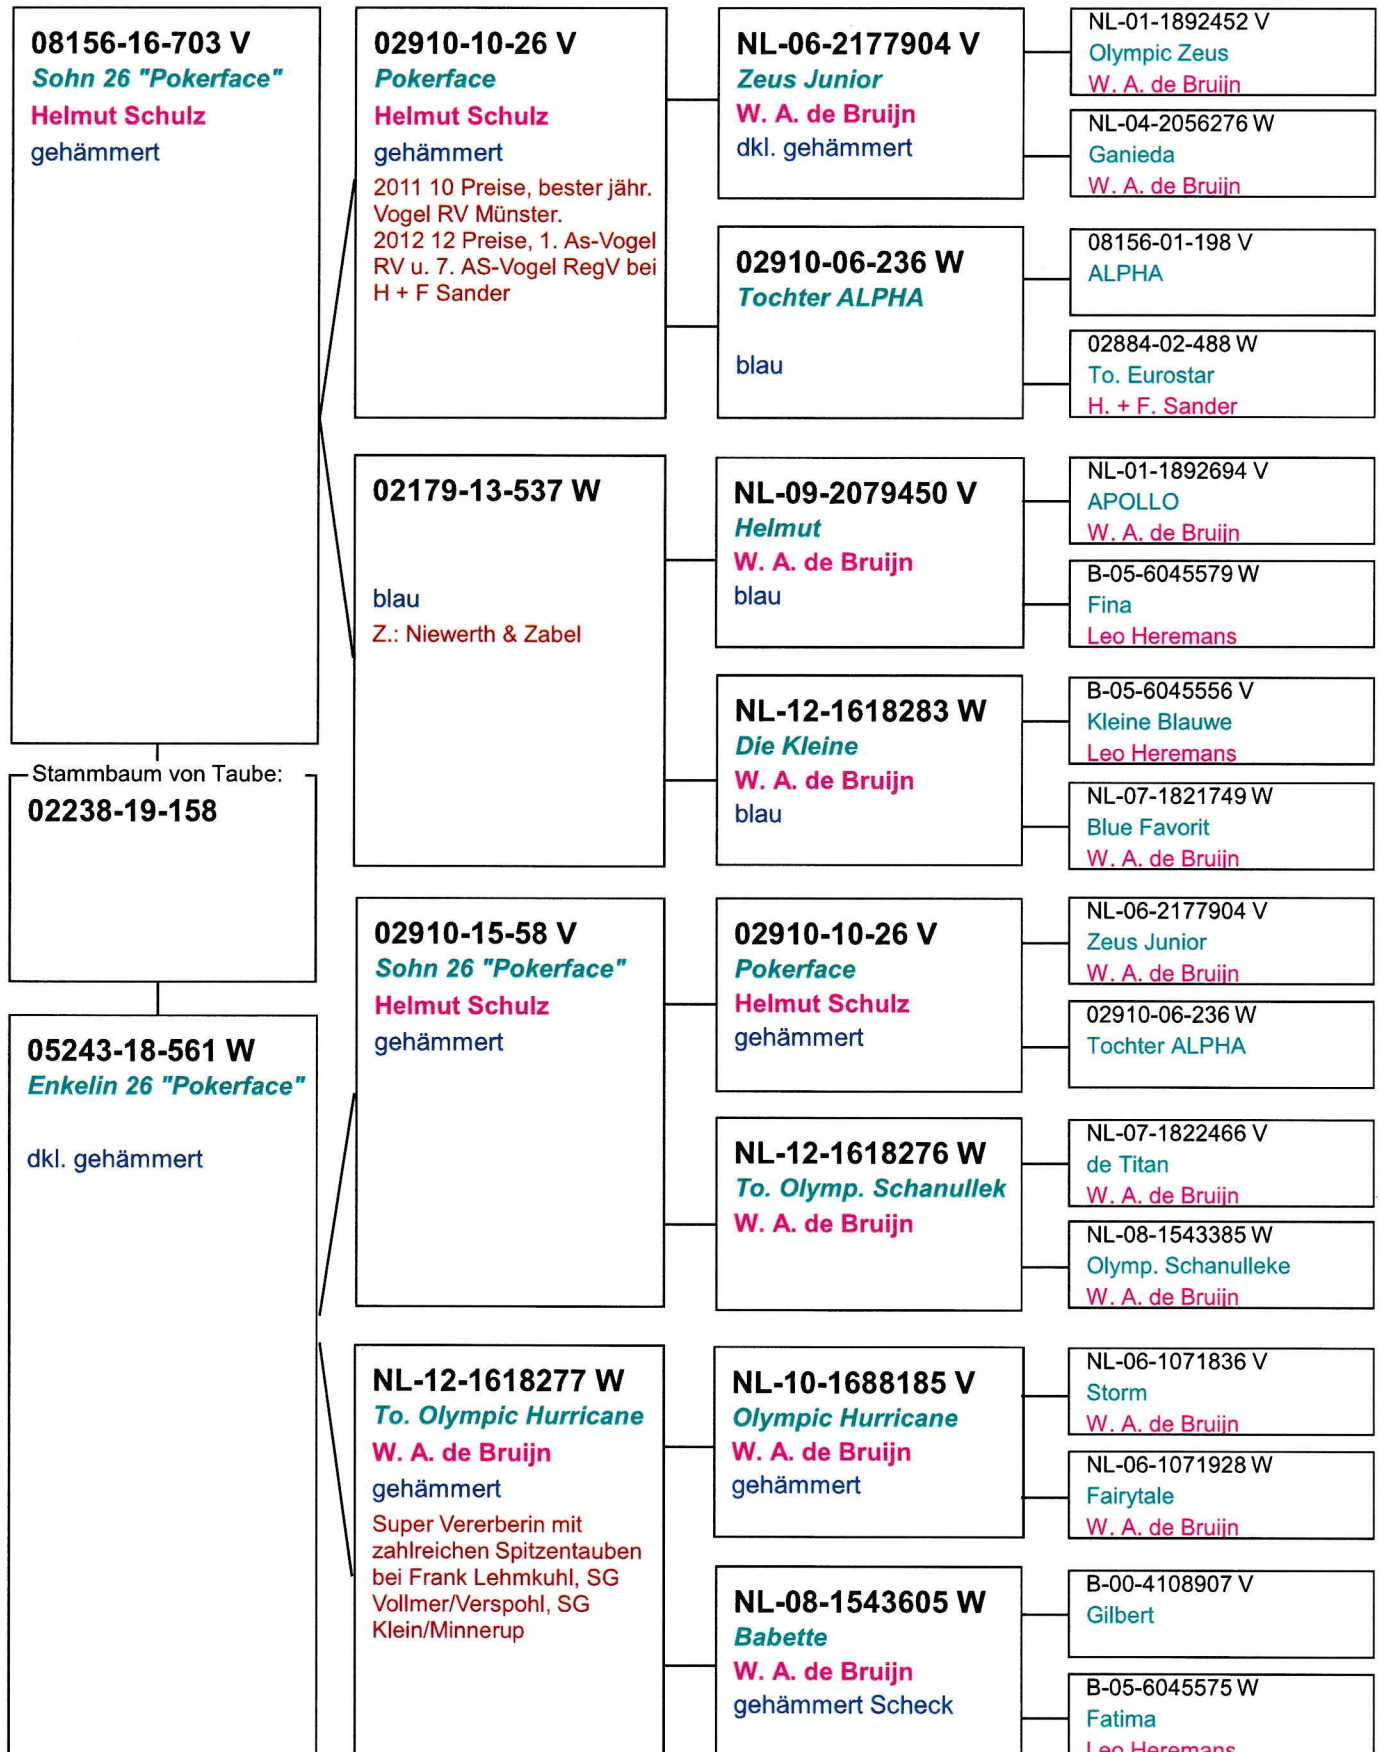 08156-16-703 V
Sohn 26 "Pokerface"
Helmut Schulz
gehämmert
Stammbaum von Taube:
02238-19-158
05243-18-561 W
Enkelin 26 "Pokerface"
dkl. gehämmert
02910-10-26 V
Pokerface
Helmut Schulz
gehämmert
2011 10 Preise, bester jähr.
Vogel RV Münster.
2012 12 Preise, 1. As-Vogel
RV u. 7. AS-Vogel RegV bei
H + F Sander
02179-13-537 W
blau
Z.: Niewerth & Zabel
02910-15-58 V
Sohn 26 "Pokerface"
Helmut Schulz
gehämmert
NL-12-1618277 W
To. Olympic Hurricane
W. A. de Bruijn
gehämmert
Super Vererberin mit
zahlreichen Spitzentauben
bei Frank Lehmkuhl, SG
Vollmer/Verspohl, SG
Klein/Minnerup
NL-06-2177904 V
Zeus Junior
W. A. de Bruijn
dkl. gehämmert
02910-06-236 W
Tochter ALPHA
blau
NL-09-2079450 V
Helmut
W. A. de Bruijn
blau
NL-12-1618283 W
Die Kleine
W. A. de Bruijn
blau
02910-10-26 V
Pokerface
Helmut Schulz
gehämmert
NL-12-1618276 W
To. Olymp. Schanullek
W. A. de Bruijn
NL-10-1688185 V
Olympic Hurricane
W. A. de Bruijn
gehämmert
NL-08-1543605 W
Babette
W. A. de Bruijn
gehämmert Scheck
NL-01-1892452 V
Olympic Zeus
W. A. de Bruijn
NL-04-2056276 W
Ganieda
W. A. de Bruijn
08156-01-198 V
ALPHA
02884-02-488 W
To. Eurostar
H. + F. Sander
NL-01-1892694 V
APOLLO
W. A. de Bruijn
B-05-6045579 W
Fina
Leo Heremans
B-05-6045556 V
Kleine Blauwe
Leo Heremans
NL-07-1821749 W
Blue Favorit
W. A. de Bruijn
NL-06-2177904 V
Zeus Junior
W. A. de Bruijn
02910-06-236 W
Tochter ALPHA
NL-07-1822466 V
de Titan
W. A. de Bruijn
NL-08-1543385 W
Olymp. Schanulleke
W. A. de Bruijn
NL-06-1071836 V
Storm
W. A. de Bruijn
NL-06-1071928 W
Fairytale
W. A. de Bruijn
B-00-4108907 V
Gilbert
B-05-6045575 W
Fatima
Leo Heremans